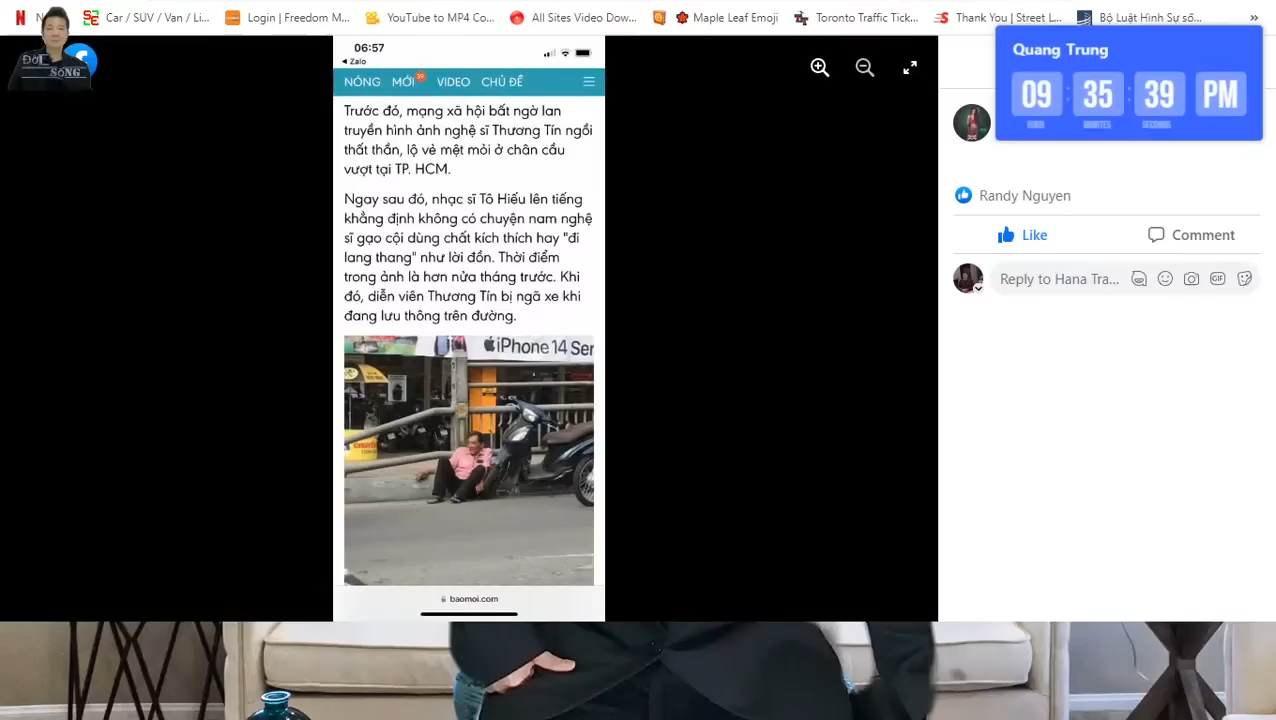 Car / SUV / Van / Li...
Login | Freedom M...
YouTube to MP4 Co...
All Sites Video Dow...
Maple Leaf Emoji
Toronto Traffic Tick...
Thank You | Street L...
Bộ Luật Hình Sự số...
ĐỜI
SỐNG
06:57
Zalo
NÓNG MỚI 39 VIDEO CHỦ ĐỀ
Trước đó, mạng xã hội bất ngờ lan
truyền hình ảnh nghệ sĩ Thương Tín ngồi
thất thần, lộ vẻ mệt mỏi ở chân cầu
vượt tại TP. HCM.
Ngay sau đó, nhạc sĩ Tô Hiếu lên tiếng
khẳng định không có chuyện nam nghệ
sĩ gạo cội dùng chất kích thích hay "đi
lang thang" như lời đồn. Thời điểm
trong ảnh là hơn nửa tháng trước. Khi
đó, diễn viên Thương Tín bị ngã xe khi
đang lưu thông trên đường.
iPhone 14 Ser
baomoi.com
Quang Trung
09 : 35 : 39 PM
HOUR MINUTES SECONDS
Randy Nguyen
Like
Comment
Reply to Hana Tra...
GIF